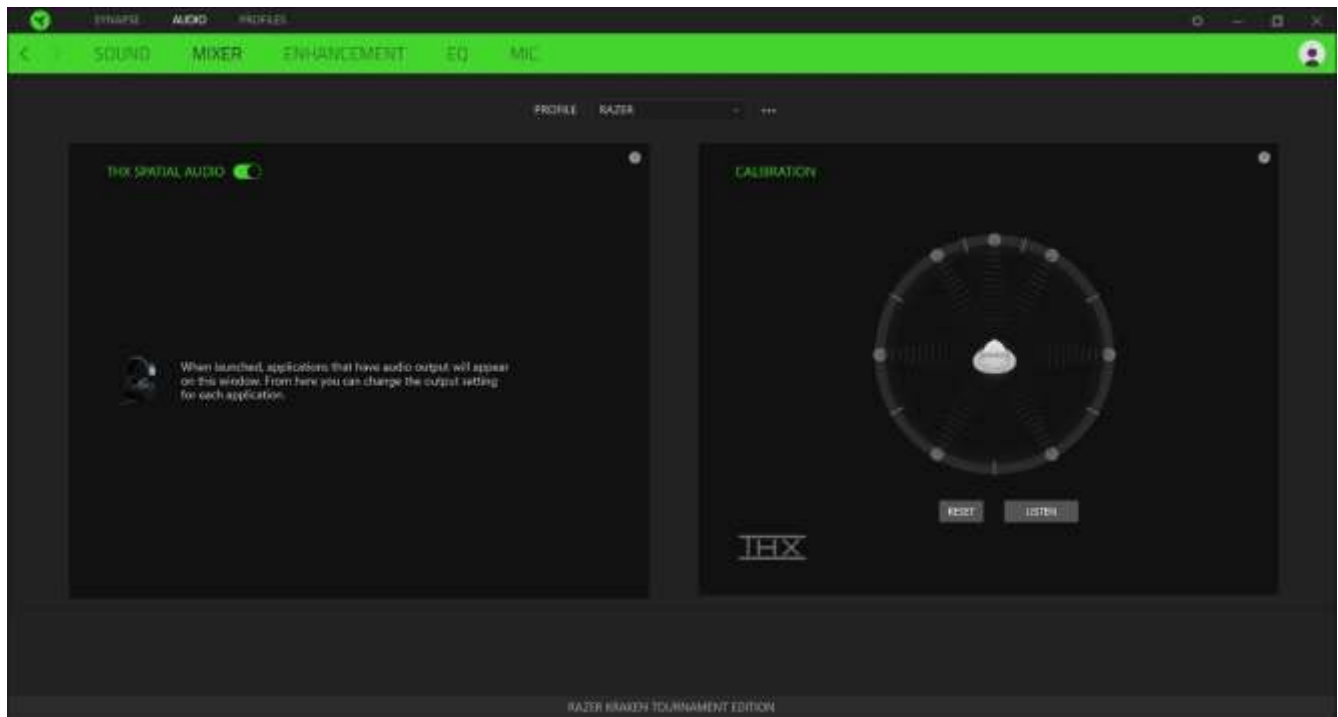 SYNAPSE AUDIO PROFILES
SOUND MIXER ENHANCEMENT EQ MIC
PROFILE RAZER
THX SPATIAL AUDIO
When launched, applications that have audio output will appear
on this window. From here you can change the output setting
for each application.
CALIBRATION
RESET LISTEN
THX
RAZER KRAKEN TOURNAMENT EDITION